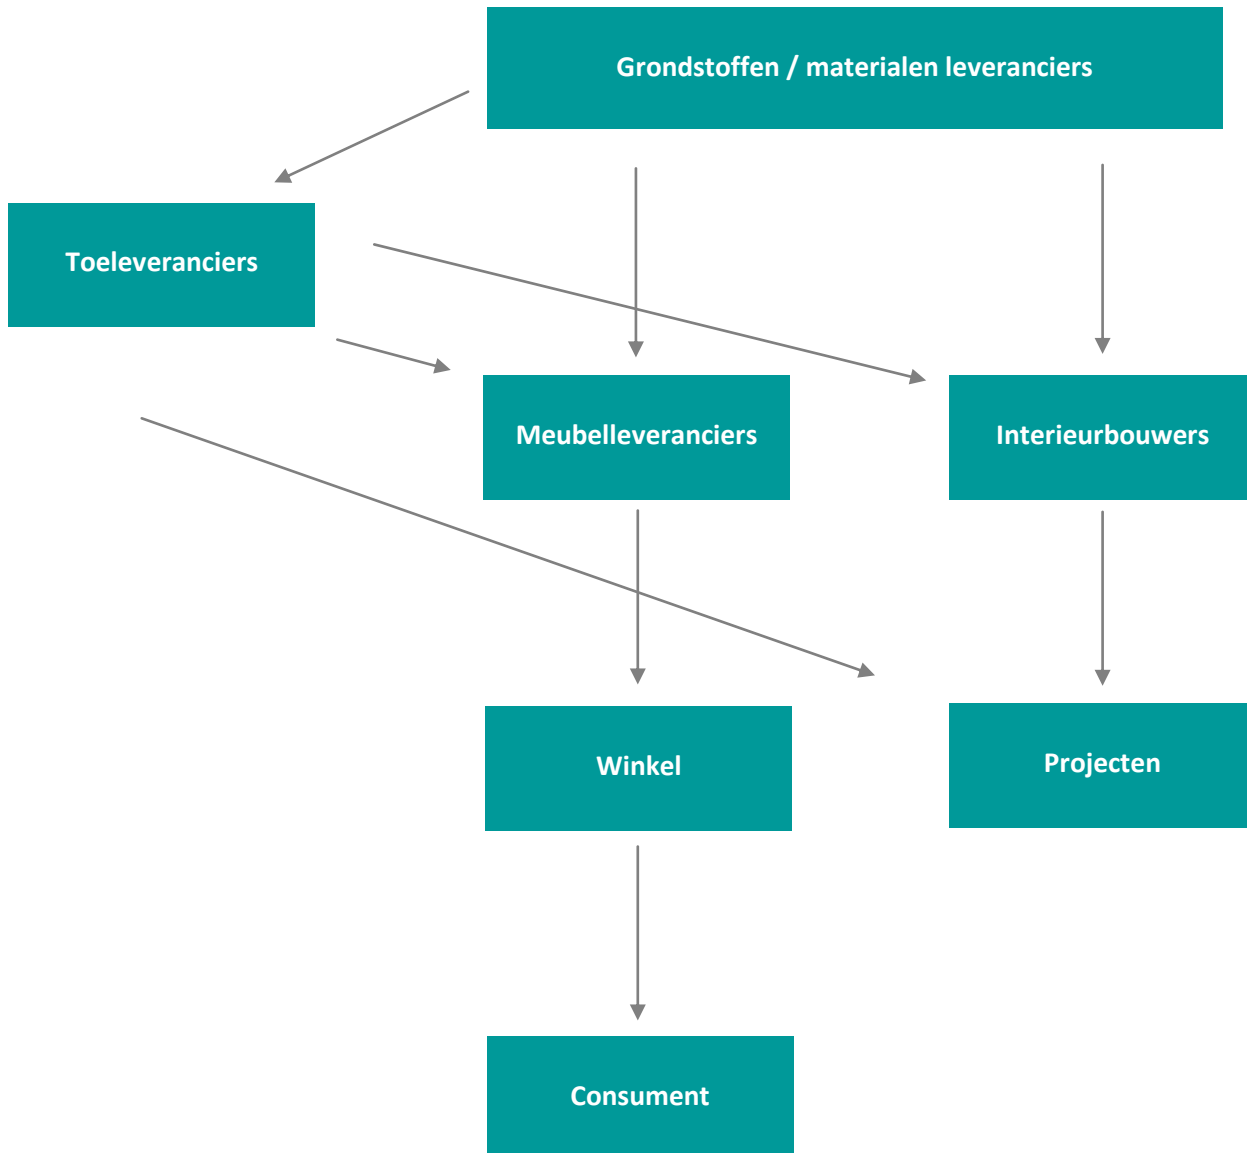 Grondstoffen / materialen leveranciers
Toeleveranciers
Meubelleveranciers
Interieurbouwers
Winkel
Projecten
Consument